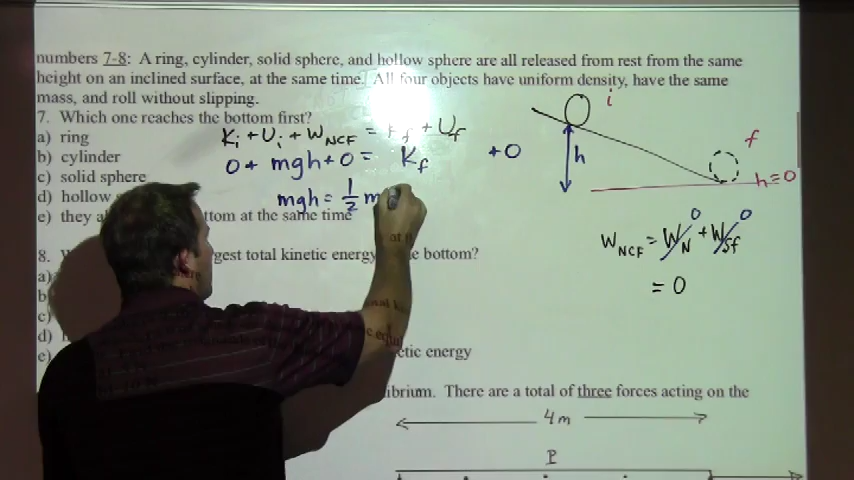 numbers 7-8: A ring, cylinder, solid sphere, and hollow sphere are all released from rest from the same
height on an inclined surface, at the same time. All four objects have uniform density, have the same
mass, and roll without slipping.
7. Which one reaches the bottom first?
a) ring
b) cylinder
c) solid sphere
d) hollow
e) they a ttom at the same time
Ki + Ui + WNCF = Kf + Uf
0 + mgh + 0 = Kf + 0
mgh = 1/2 m
i
f
h
h=0
WNCF = WN 0 + Wsf 0
= 0
8. gest total kinetic energy bottom?
a)
b
c)
d)
e) etic energy
ibrium. There are a total of three forces acting on the
4m
P